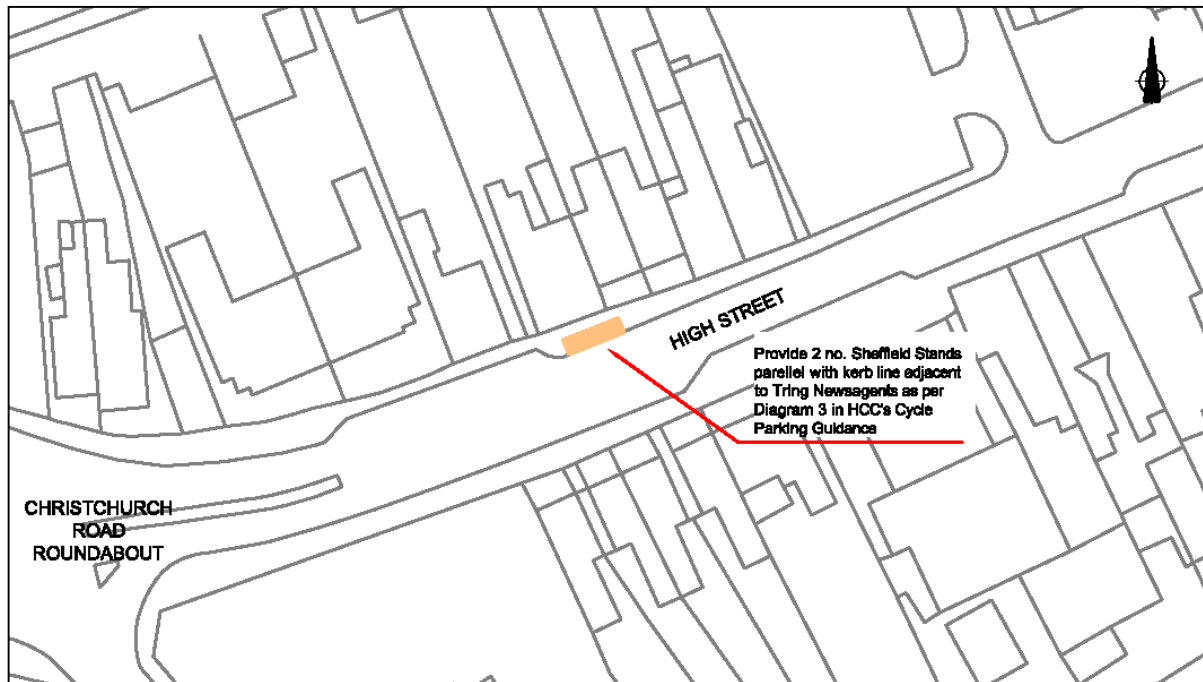 HIGH STREET
Provide 2 no. Sheffield Stands
parellel with kerb line adjacent
to Tring Newsagents as per
Diagram 3 in HCC's Cycle
Parking Guidance
CHRISTCHURCH
ROAD
ROUNDABOUT